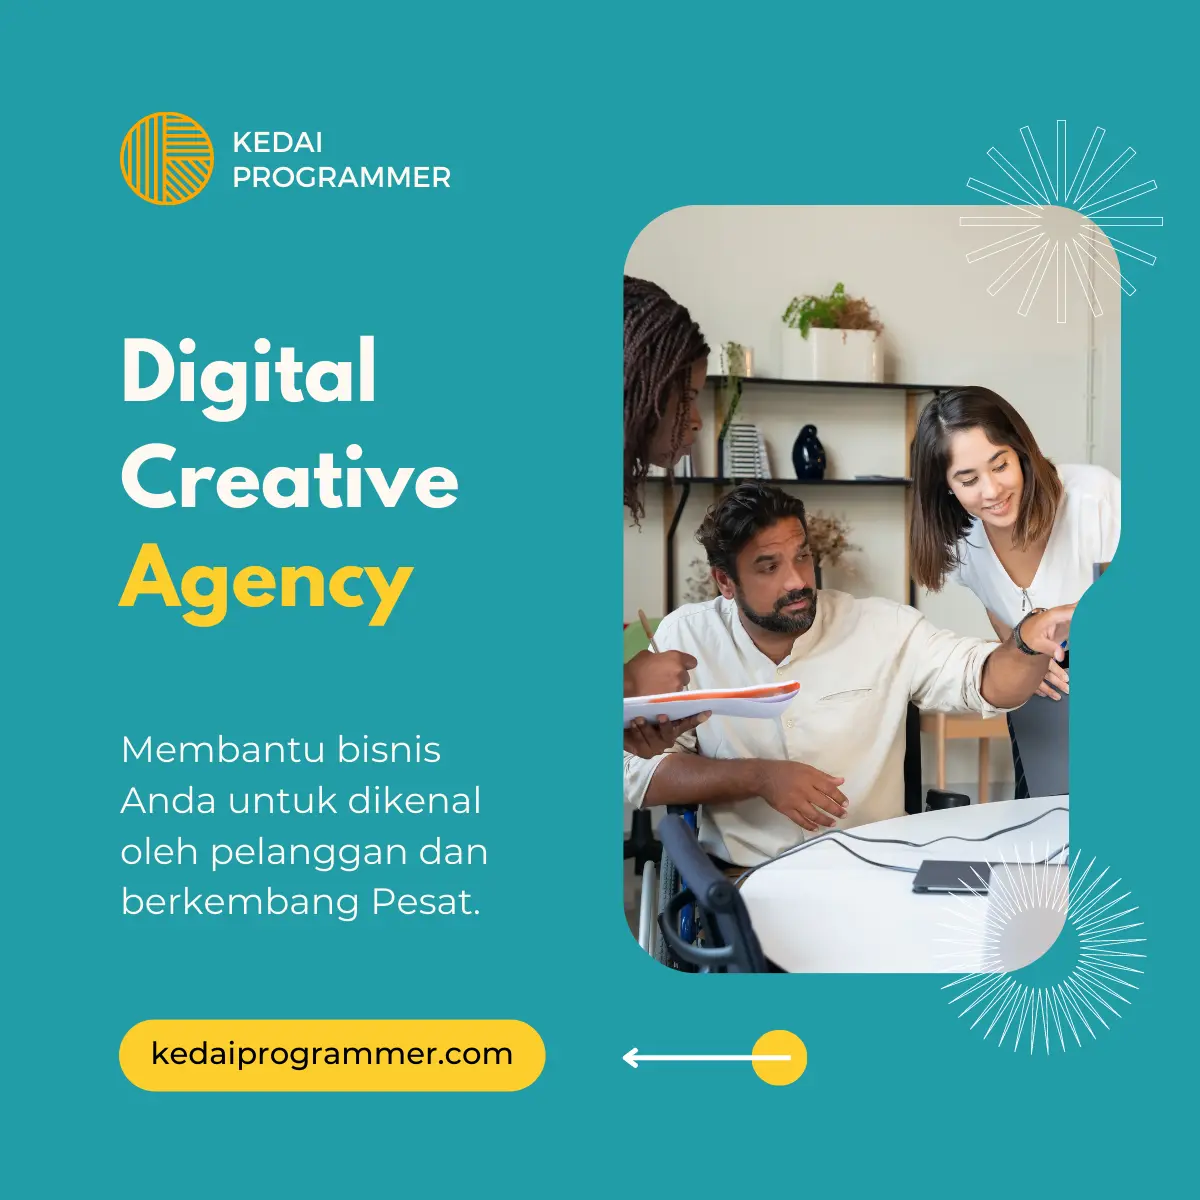 KEDAI
PROGRAMMER
Digital
Creative
Agency
Membantu bisnis
Anda untuk dikenal
oleh pelanggan dan
berkembang Pesat.
kedaiprogrammer.com